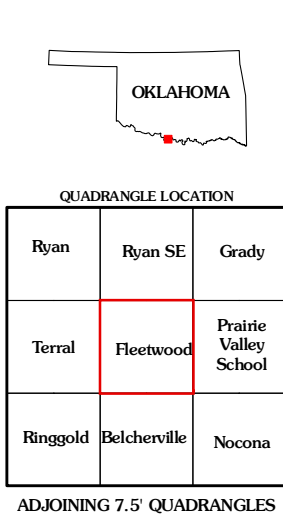 OKLAHOMA
QUADRANGLE LOCATION
Ryan
Ryan SE
Grady
Terral
Fleetwood
Prairie
Valley
School
Ringgold
Belcherville
Nocona
ADJOINING 7.5' QUADRANGLES